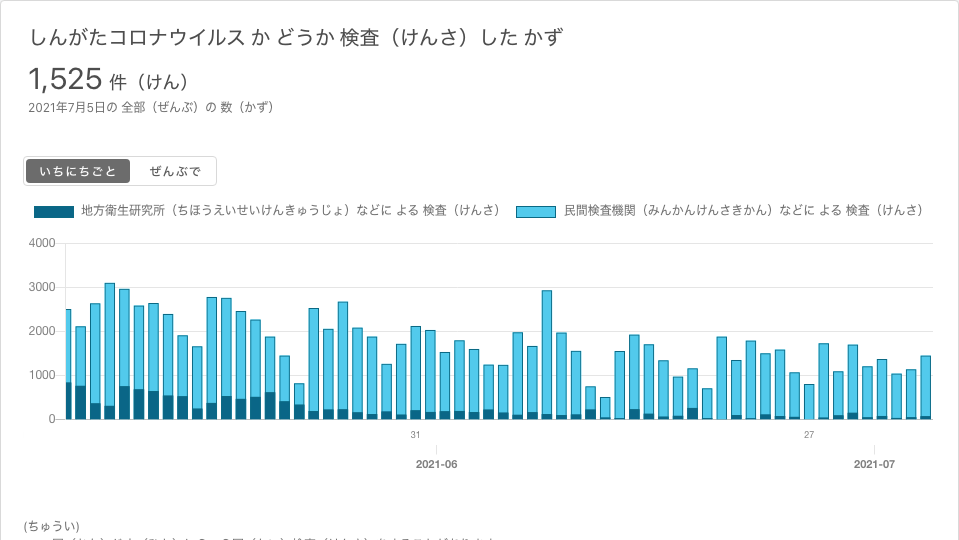 しんがたコロナウイルス か どうか 検査（けんさ）した かず
1,525 件（けん）
2021年7月5日の 全部（ぜんぶ）の 数（かず）
いちにちごと ぜんぶで
地方衛生研究所（ちほうえいせいけんきゅうじょ）などに よる 検査（けんさ） 民間検査機関（みんかんけんさきかん）などに よる 検査（けんさ）
4000
3000
2000
1000
0
31 27
2021-06 2021-07
(ちゅうい)